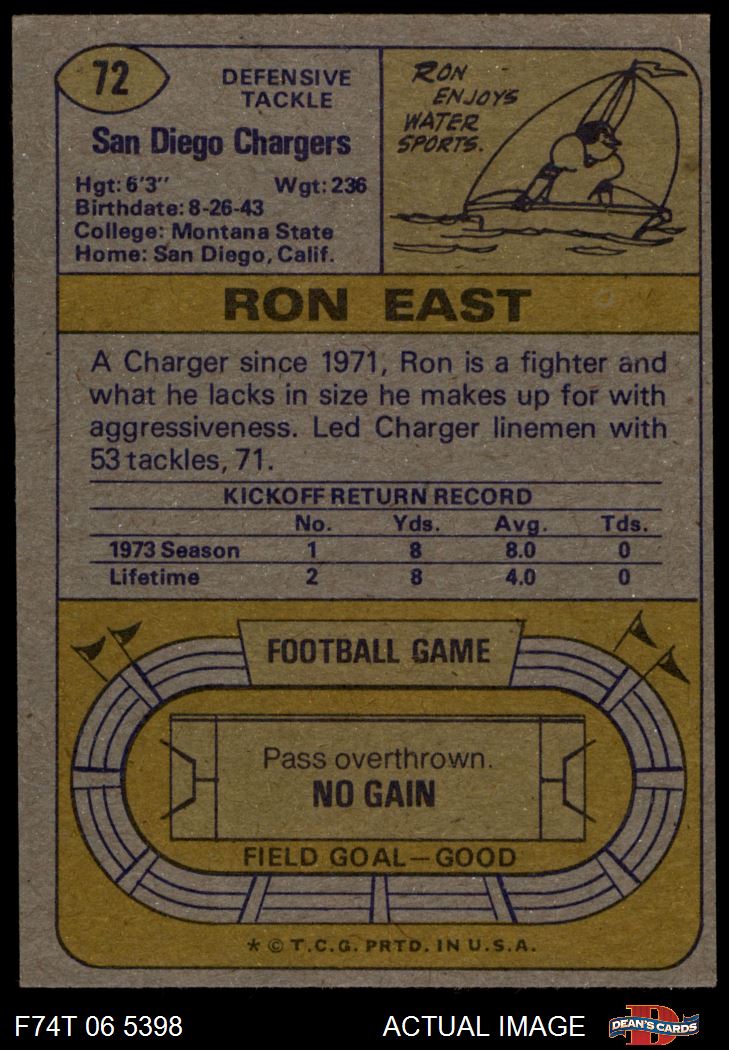 72
DEFENSIVE
TACKLE
San Diego Chargers
Hgt: 6'3" Wgt: 236
Birthdate: 8-26-43
College: Montana State
Home: San Diego, Calif.
RON
ENJOYS
WATER
SPORTS.
RON EAST
A Charger since 1971, Ron is a fighter and
what he lacks in size he makes up for with
aggressiveness. Led Charger linemen with
53 tackles, 71.
KICKOFF RETURN RECORD
No. Yds. Avg. Tds.
1973 Season 1 8 8.0 0
Lifetime 2 8 4.0 0
FOOTBALL GAME
Pass overthrown.
NO GAIN
FIELD GOAL—GOOD
* © T.C.G. PRTD. IN U.S.A.
F74T 06 5398 ACTUAL IMAGE D DEAN'S CARDS